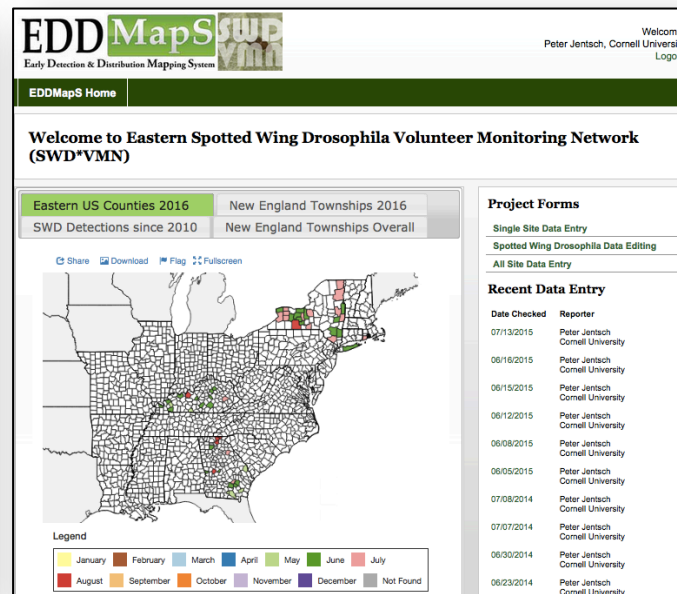 EDDMapS
SWD
VMN
Early Detection & Distribution Mapping System
Welcom
Peter Jentsch, Cornell Universi
Logo
EDDMapS Home
Welcome to Eastern Spotted Wing Drosophila Volunteer Monitoring Network
(SWD*VMN)
Eastern US Counties 2016
New England Townships 2016
SWD Detections since 2010
New England Townships Overall
Share Download Flag Fullscreen
Legend
January February March April May June July
August September October November December Not Found
Project Forms
Single Site Data Entry
Spotted Wing Drosophila Data Editing
All Site Data Entry
Recent Data Entry
Date Checked Reporter
07/13/2015 Peter Jentsch
Cornell University
06/16/2015 Peter Jentsch
Cornell University
06/15/2015 Peter Jentsch
Cornell University
06/12/2015 Peter Jentsch
Cornell University
06/08/2015 Peter Jentsch
Cornell University
06/05/2015 Peter Jentsch
Cornell University
07/08/2014 Peter Jentsch
Cornell University
07/07/2014 Peter Jentsch
Cornell University
06/30/2014 Peter Jentsch
Cornell University
06/23/2014 Peter Jentsch
Cornell University